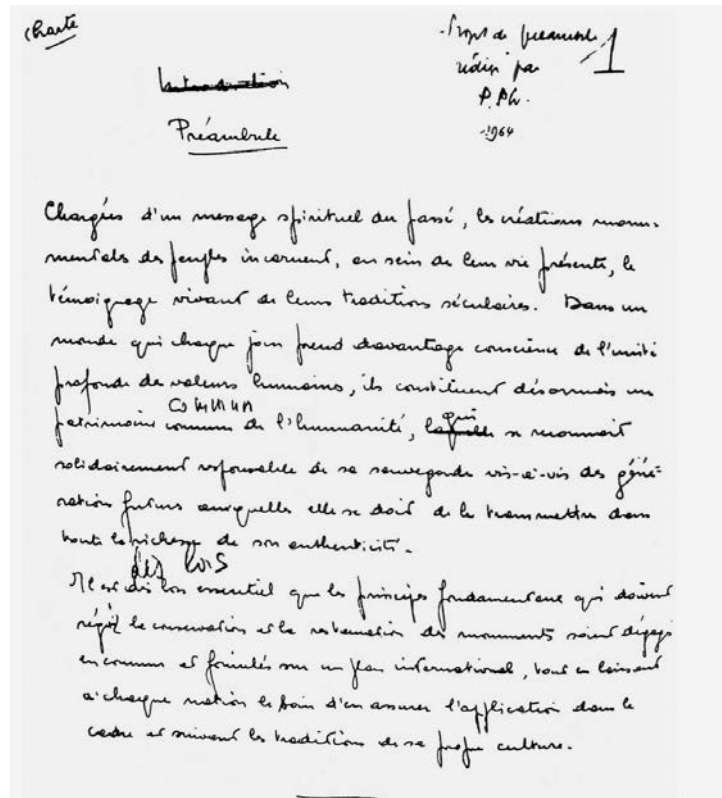 Charte
Projet de préambule
rédigé par
P. Ph.
1964
1
Introduction
Préambule
Chargées d'un message spirituel du passé, les créations monu-
mentales des peuples incarnent, au sein de leur vie présente, le
témoignage vivant de leurs traditions séculaires. Dans un
monde qui chaque jour prend davantage conscience de l'unité
profonde des valeurs humaines, ils constituent désormais un
commun
patrimoine commun de l'humanité, laquelle qui se reconnait
solidairement responsable de sa sauvegarde vis-à-vis des géné-
rations futures auxquelles elle se doit de le transmettre dans
toute la richesse de son authenticité.
dès lors
Il est dès lors essentiel que les principes fondamentaux qui doivent
régir la conservation et la restauration des monuments soient dégagés
en commun et formulés sur un plan international, tout en laissant
à chaque nation le soin d'en assurer l'application dans le
cadre et suivant les traditions de sa propre culture.